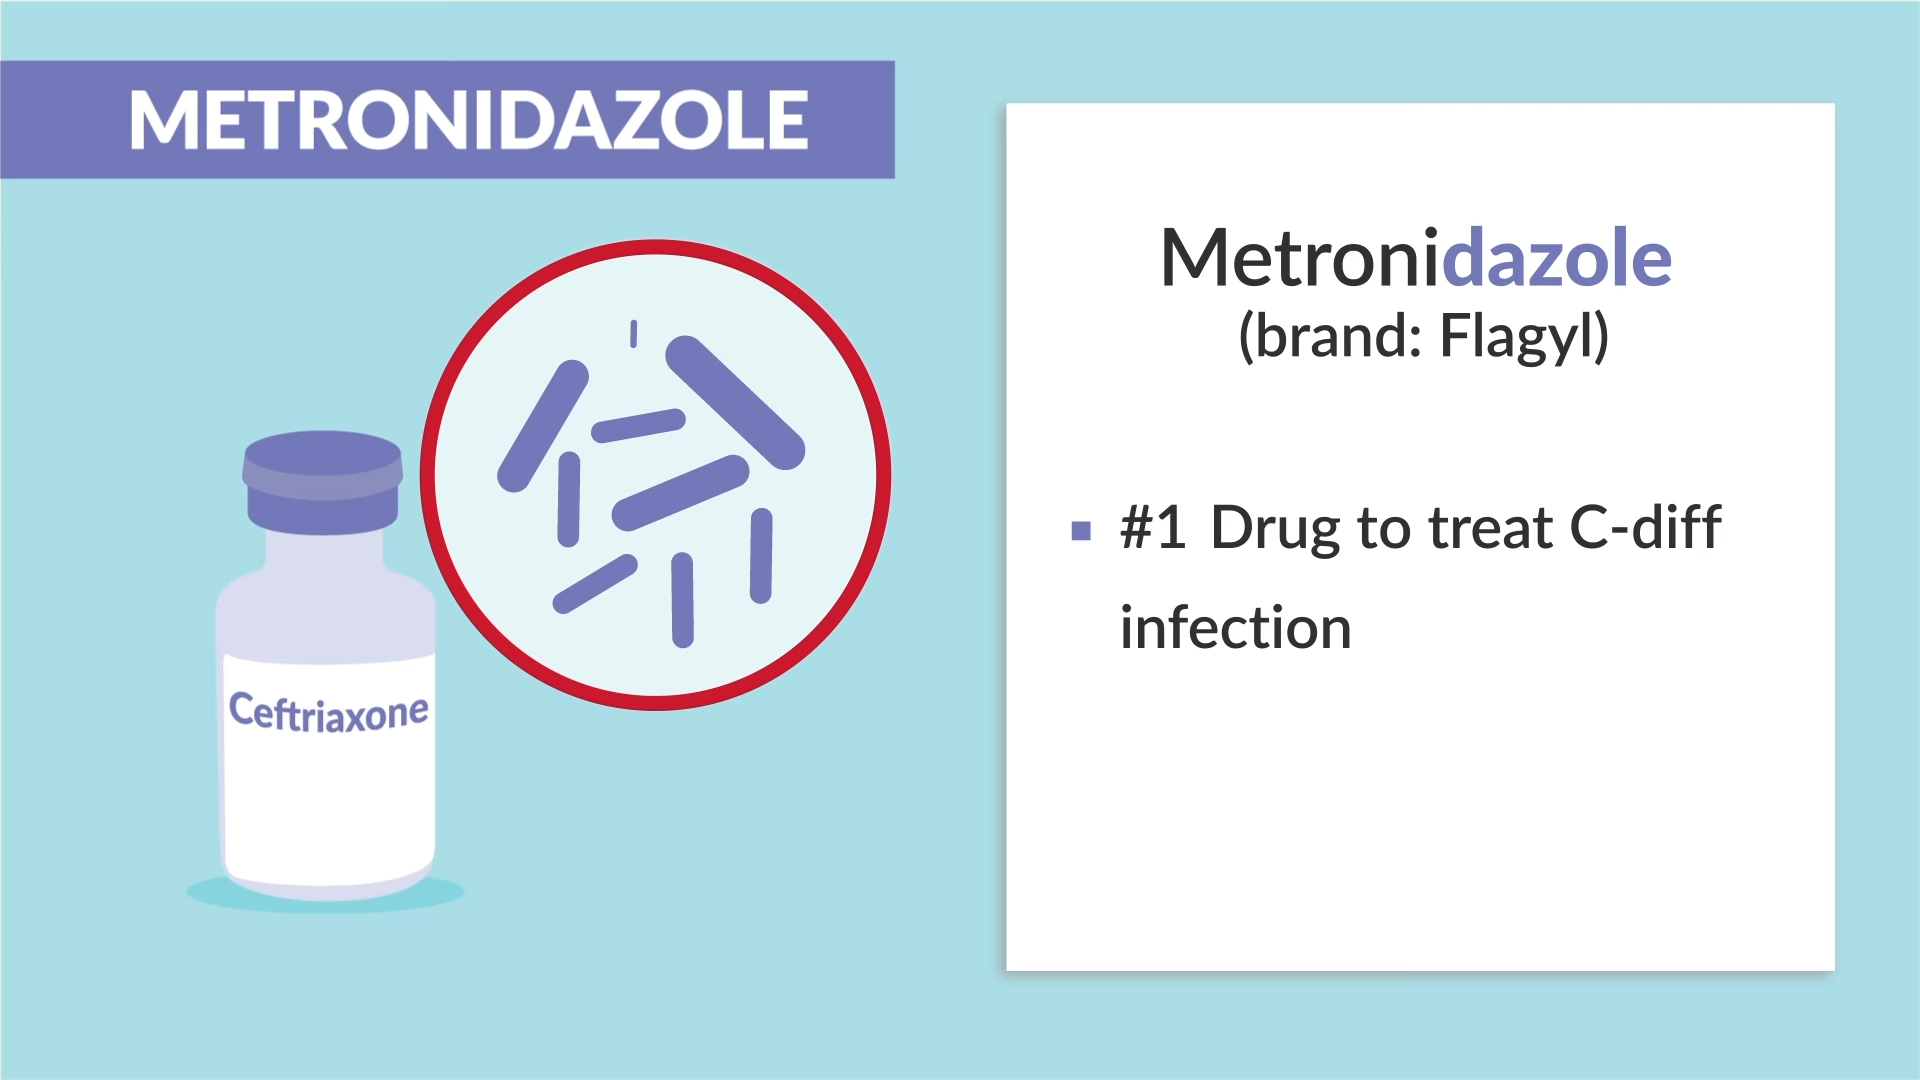 METRONIDAZOLE
Metronidazole
(brand: Flagyl)
▪ #1 Drug to treat C-diff
infection
Ceftriaxone